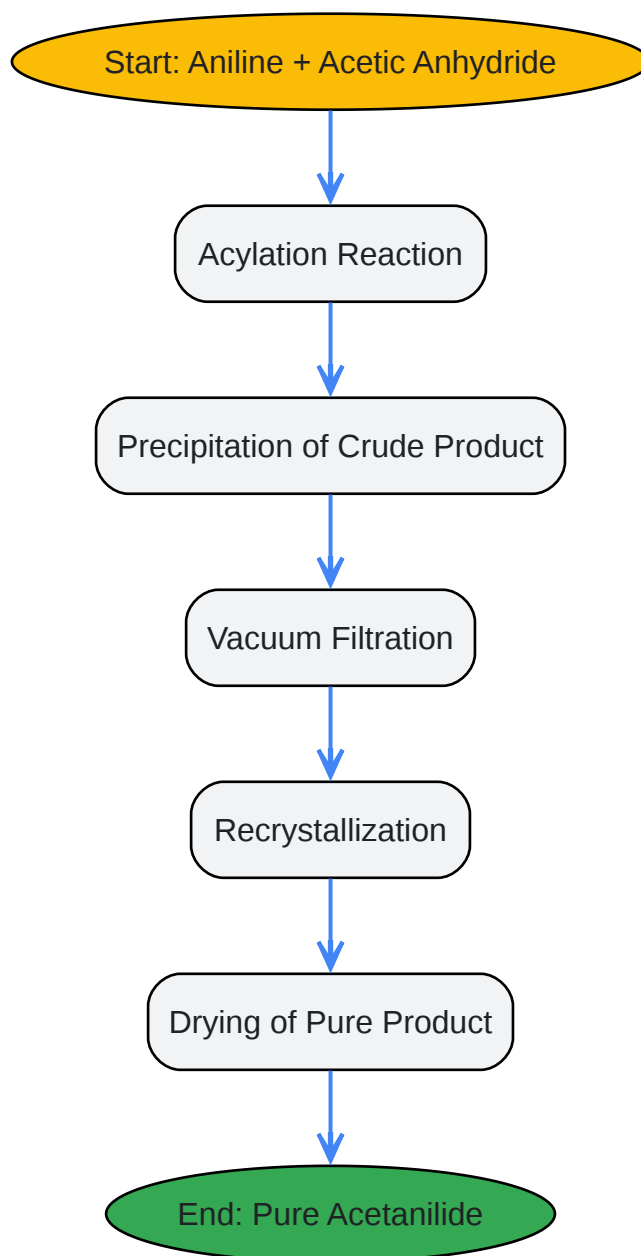 Start: Aniline + Acetic Anhydride
Acylation Reaction
Precipitation of Crude Product
Vacuum Filtration
Recrystallization
Drying of Pure Product
End: Pure Acetanilide